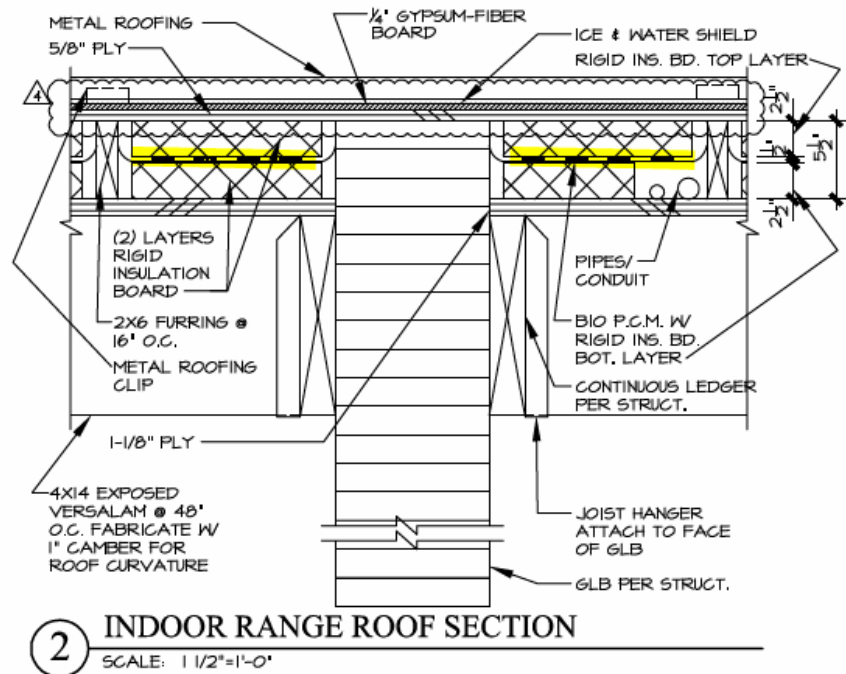 METAL ROOFING
5/8" PLY
1/4" GYPSUM-FIBER
BOARD
ICE & WATER SHIELD
RIGID INS. BD. TOP LAYER
4
2 1/2"
1/2"
5 1/2"
2 1/2"
(2) LAYERS
RIGID
INSULATION
BOARD
2X6 FURRING @
16" O.C.
METAL ROOFING
CLIP
1-1/8" PLY
4X14 EXPOSED
VERSALAM @ 48"
O.C. FABRICATE W/
1" CAMBER FOR
ROOF CURVATURE
PIPES/
CONDUIT
BIO P.C.M. W/
RIGID INS. BD.
BOT. LAYER
CONTINUOUS LEDGER
PER STRUCT.
JOIST HANGER
ATTACH TO FACE
OF GLB
GLB PER STRUCT.
2
INDOOR RANGE ROOF SECTION
SCALE: 1 1/2"=1'-0"